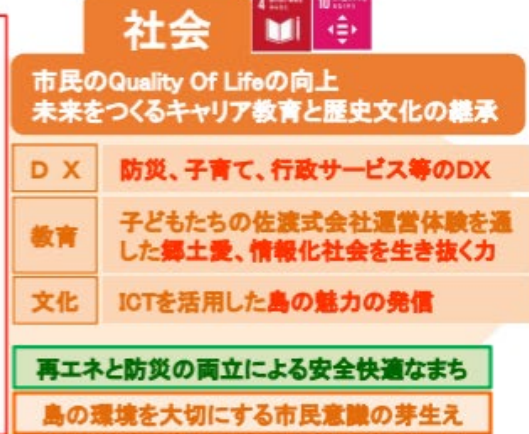 社会
4
10
市民のQuality Of Lifeの向上
未来をつくるキャリア教育と歴史文化の継承
DX
防災、子育て、行政サービス等のDX
教育
子どもたちの佐渡式会社運営体験を通
した郷土愛、情報化社会を生き抜く力
文化
ICTを活用した島の魅力の発信
再エネと防災の両立による安全快適なまち
島の環境を大切にする市民意識の芽生え